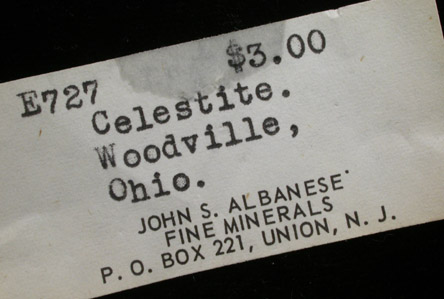 E727 $3.00
Celestite.
Woodville,
Ohio.
JOHN S. ALBANESE
FINE MINERALS
P. O. BOX 221, UNION, N. J.